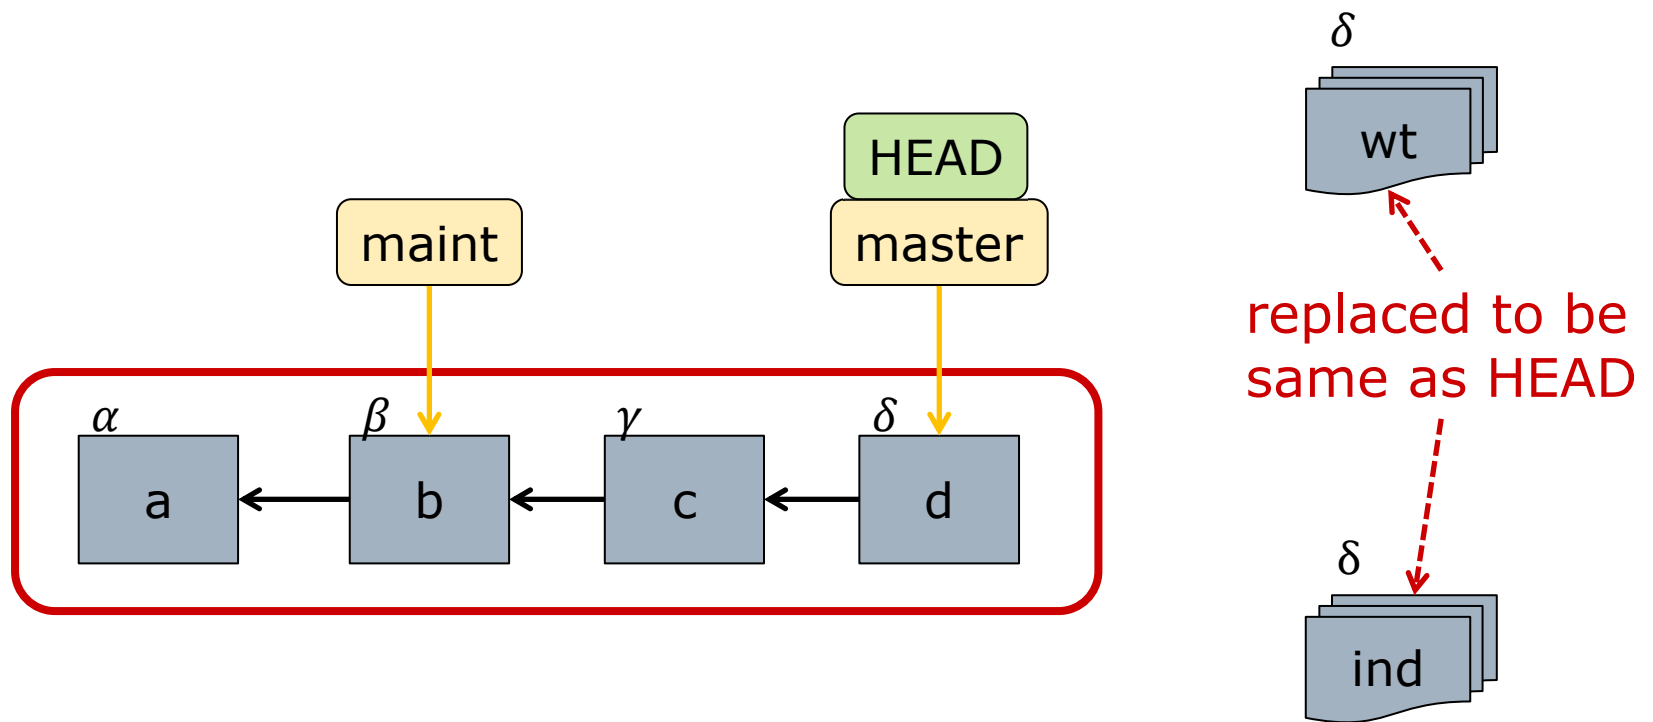 δ
wt
HEAD
maint
master
replaced to be
same as HEAD
α
β
γ
δ
a
b
c
d
δ
ind